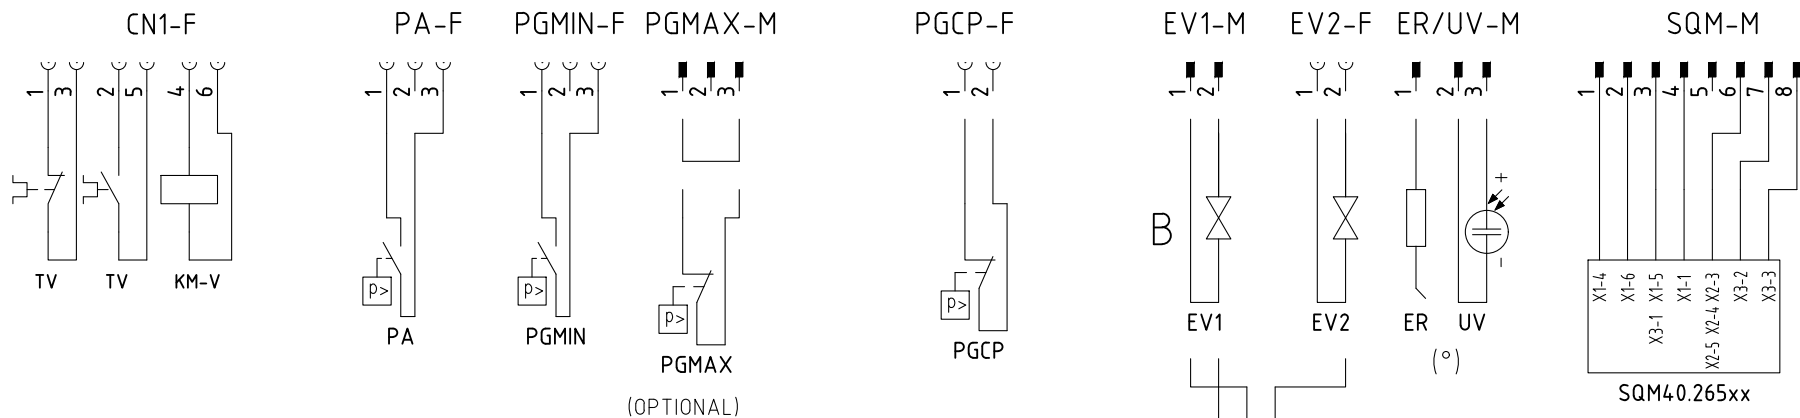 CN1-F PA-F PGMIN-F PGMAX-M PGCP-F EV1-M EV2-F ER/UV-M SQM-M
1 3 2 5 4 6 1 2 3 1 2 3 1 2 3 1 2 1 2 1 2 1 2 3 1 2 3 4 5 6 7 8
+
B
-
TV TV KM-V
p> p> p> p>
X1-4 X1-6 X1-5 X1-1 X2-3 X3-2 X3-3
X3-1 X2-4
X2-5
PA PGMIN PGMAX PGCP EV1 EV2 ER UV
(°)
SQM40.265xx
(OPTIONAL)